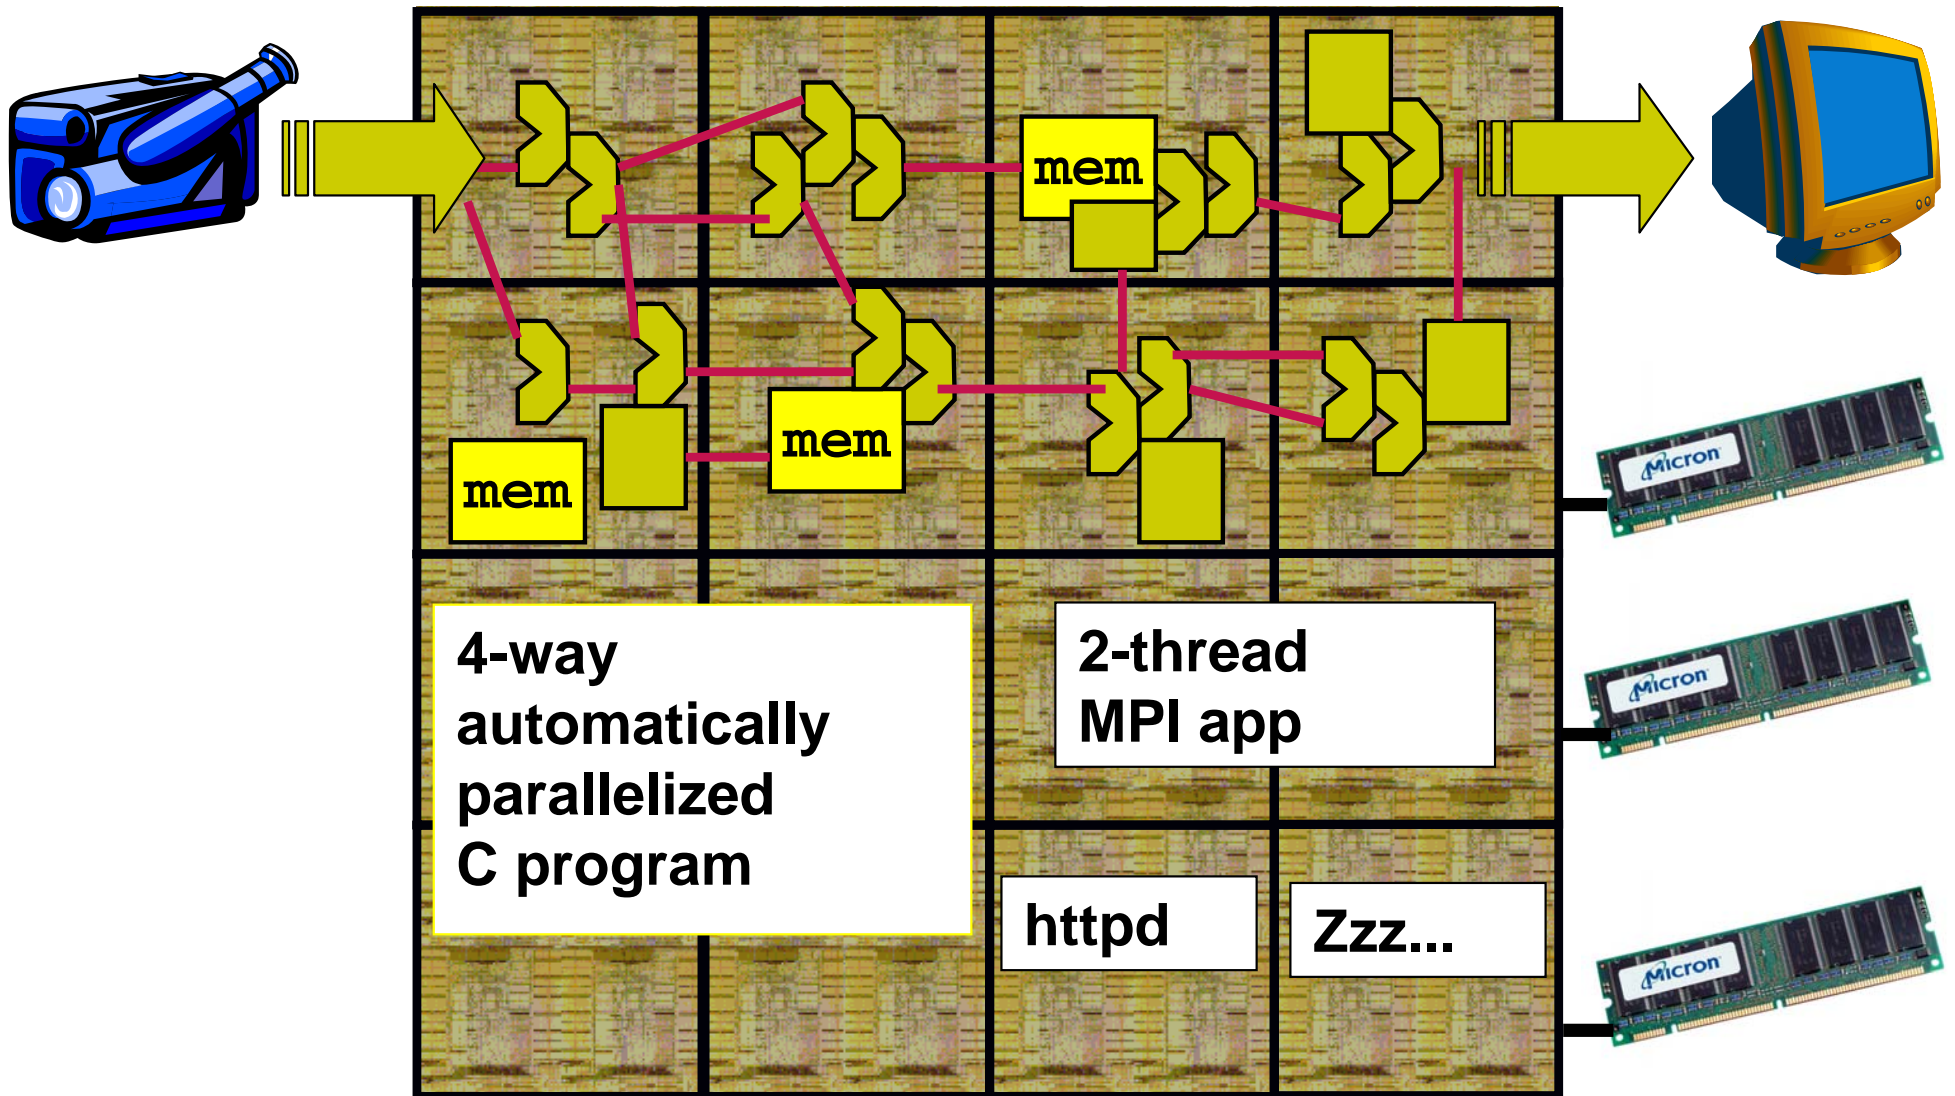 mem
mem
mem
4-way
automatically
parallelized
C program
2-thread
MPI app
httpd
Zzz...
Micron
Micron
Micron